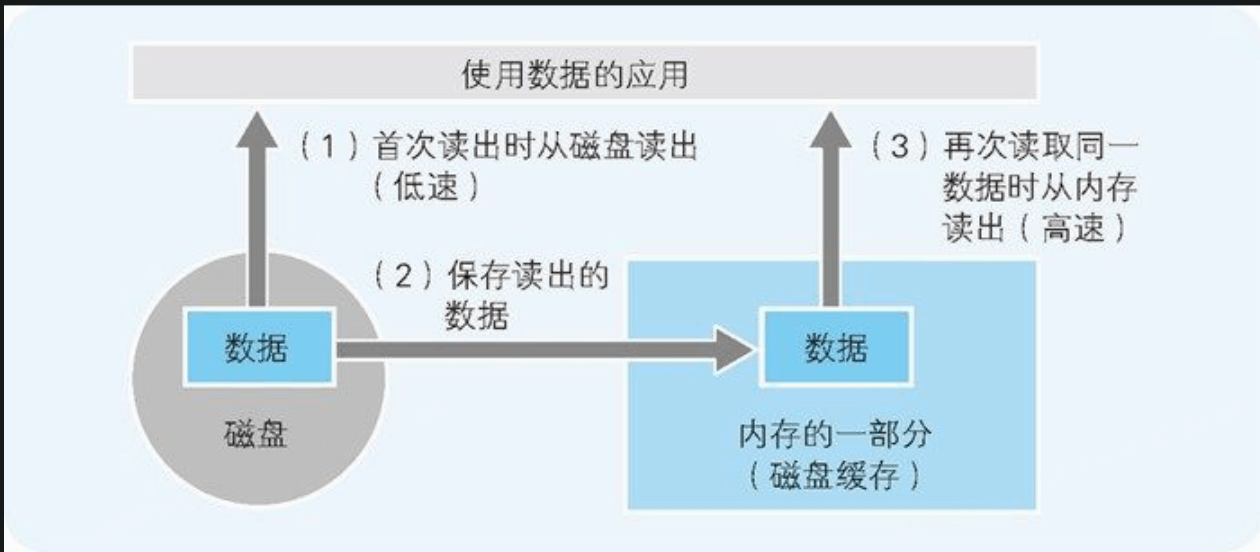 使用数据的应用
（1）首次读出时从磁盘读出
（低速）
（3）再次读取同一
数据时从内存
读出（高速）
（2）保存读出的
数据
数据
数据
磁盘
内存的一部分
（磁盘缓存）